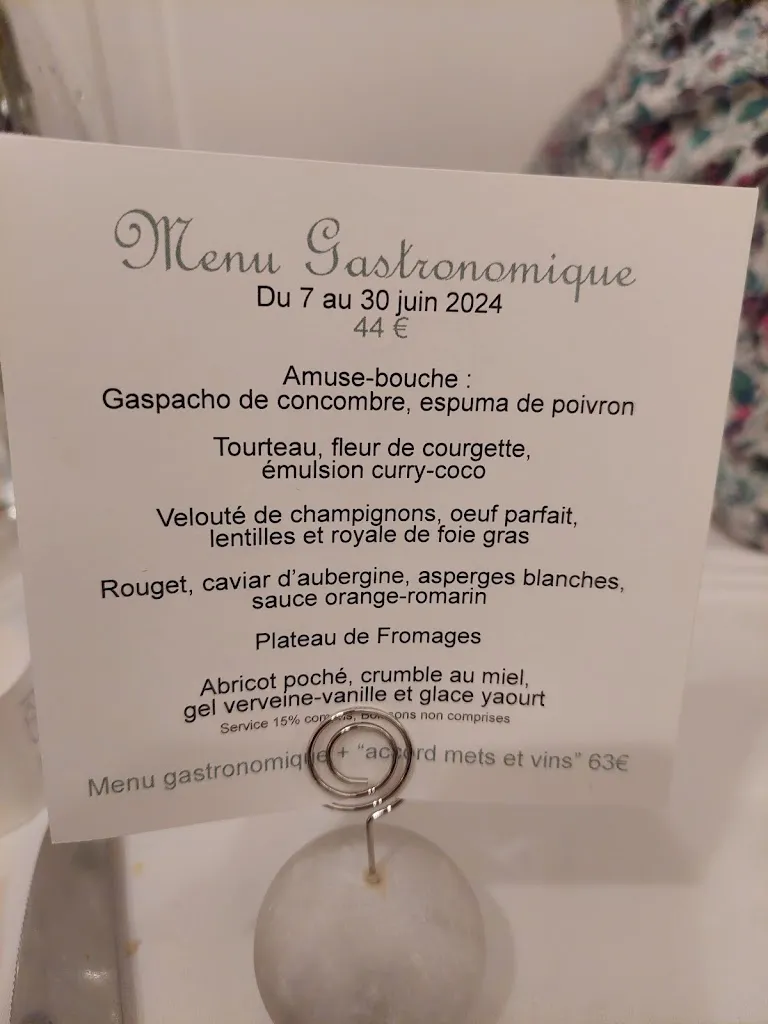 Menu Gastronomique
Du 7 au 30 juin 2024
44 €
Amuse-bouche :
Gaspacho de concombre, espuma de poivron
Tourteau, fleur de courgette,
émulsion curry-coco
Velouté de champignons, oeuf parfait,
lentilles et royale de foie gras
Rouget, caviar d'aubergine, asperges blanches,
sauce orange-romarin
Plateau de Fromages
Abricot poché, crumble au miel,
gel verveine-vanille et glace yaourt
Service 15% compris, Boissons non comprises
Menu gastronomique + "accord mets et vins" 63€